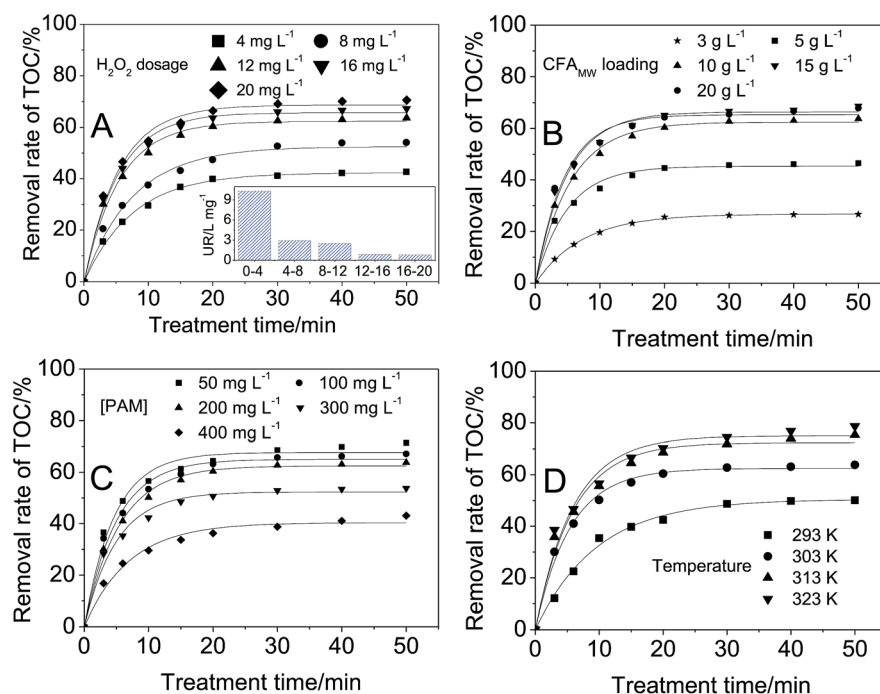 100
80
60
40
20
0
Removal rate of TOC/%
H₂O₂ dosage
4 mg L⁻¹
8 mg L⁻¹
12 mg L⁻¹
16 mg L⁻¹
20 mg L⁻¹
A
UR/L mg⁻¹
9
6
3
0
0-4 4-8 8-12 12-16 16-20
0 10 20 30 40 50
Treatment time/min
100
80
60
40
20
0
Removal rate of TOC/%
CFA_MW loading
3 g L⁻¹
5 g L⁻¹
10 g L⁻¹
15 g L⁻¹
20 g L⁻¹
B
0 10 20 30 40 50
Treatment time/min
100
80
60
40
20
0
Removal rate of TOC/%
[PAM]
50 mg L⁻¹
100 mg L⁻¹
200 mg L⁻¹
300 mg L⁻¹
400 mg L⁻¹
C
0 10 20 30 40 50
Treatment time/min
100
80
60
40
20
0
Removal rate of TOC/%
D
Temperature
293 K
303 K
313 K
323 K
0 10 20 30 40 50
Treatment time/min